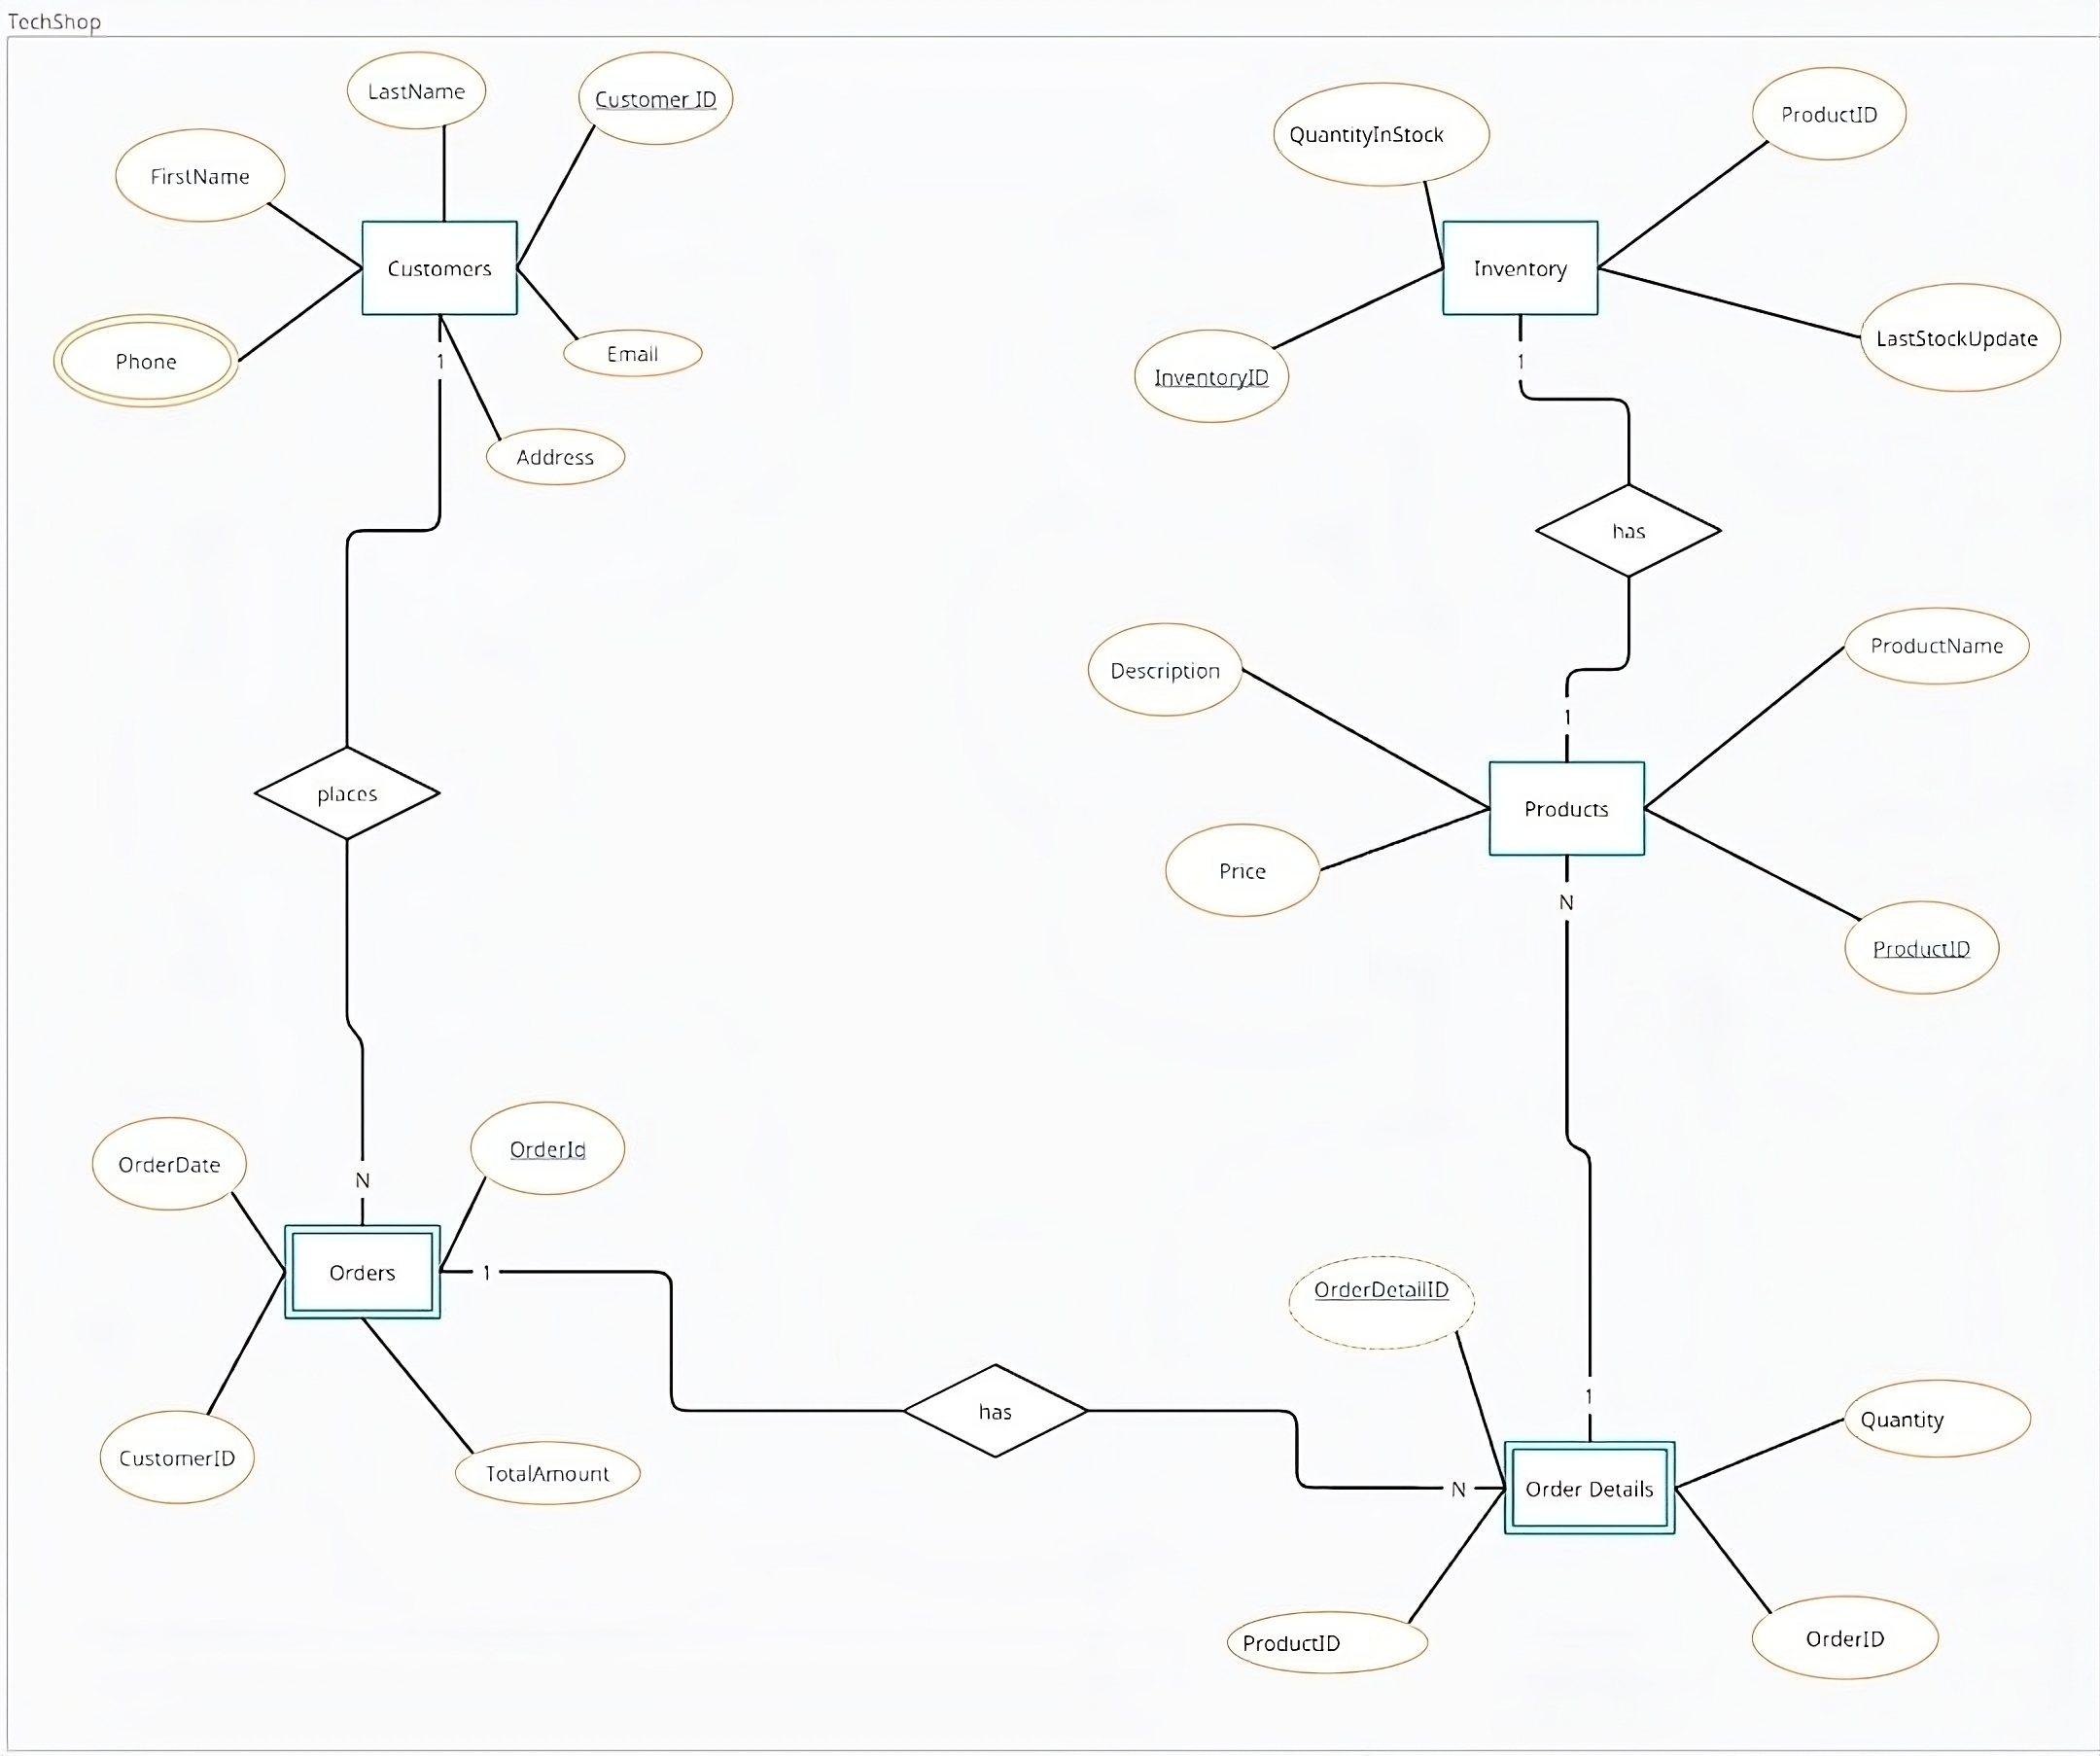 TechShop
LastName
Customer ID
QuantityInStock
ProductID
FirstName
Customers
Inventory
Phone
1
Email
1
LastStockUpdate
InventoryID
Address
has
Description
ProductName
1
places
Products
Price
N
ProductID
OrderDate
N
OrderId
Orders
1
OrderDetailID
1
has
Quantity
CustomerID
TotalAmount
N
Order Details
ProductID
OrderID